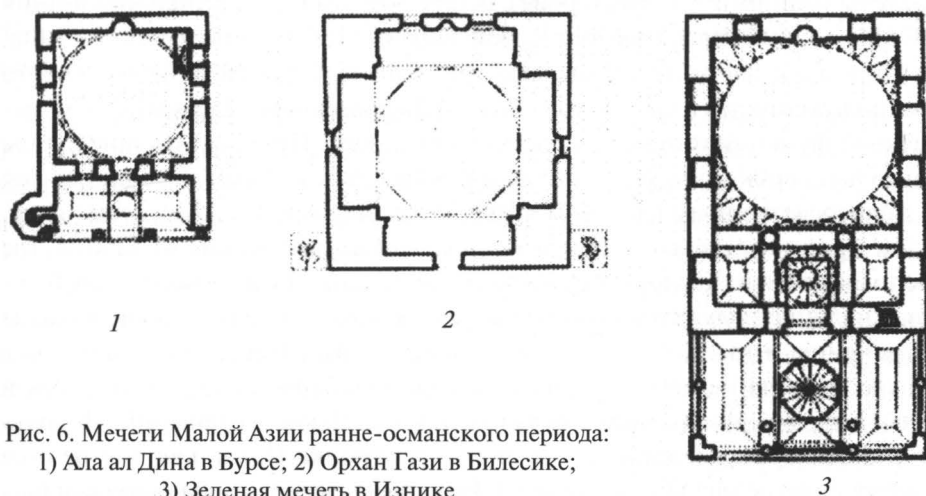 1
2
Рис. 6. Мечети Малой Азии ранне-османского периода:
1) Ала ал Дина в Бурсе; 2) Орхан Гази в Билесике;
3) Зеленая мечеть в Изнике
3